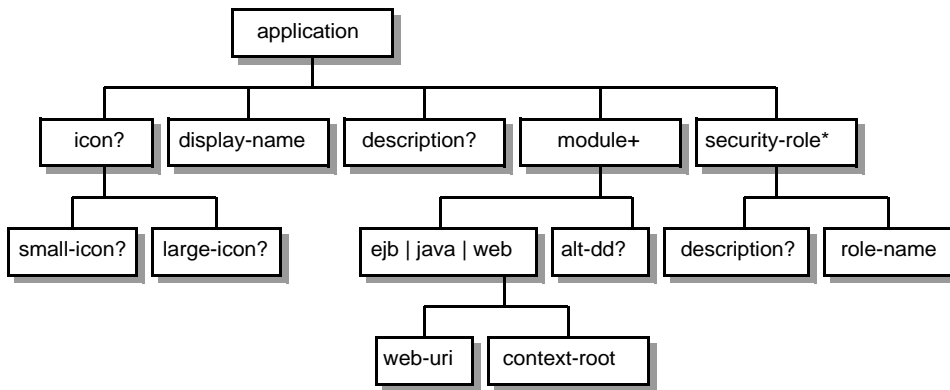 application
icon?
display-name
description?
module+
security-role*
small-icon?
large-icon?
ejb | java | web
alt-dd?
description?
role-name
web-uri
context-root